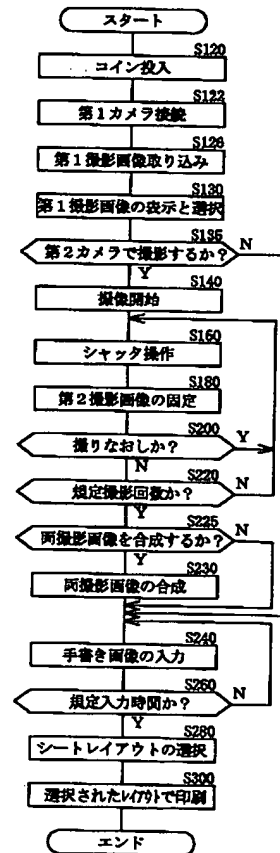 スタート
S120
コイン投入
S122
第1カメラ接続
S126
第1撮影画像取り込み
S130
第1撮影画像の表示と選択
S135
第2カメラで撮影するか? N
Y
S140
撮像開始
S160
シャッタ操作
S180
第2撮影画像の固定
S200
撮りなおしか? Y
N
S220
規定撮影回数か? N
Y
S225
両撮影画像を合成するか? N
Y
S230
両撮影画像の合成
S240
手書き画像の入力
S260
規定入力時間か? N
Y
S280
シートレイアウトの選択
S300
選択されたレイアウトで印刷
エンド